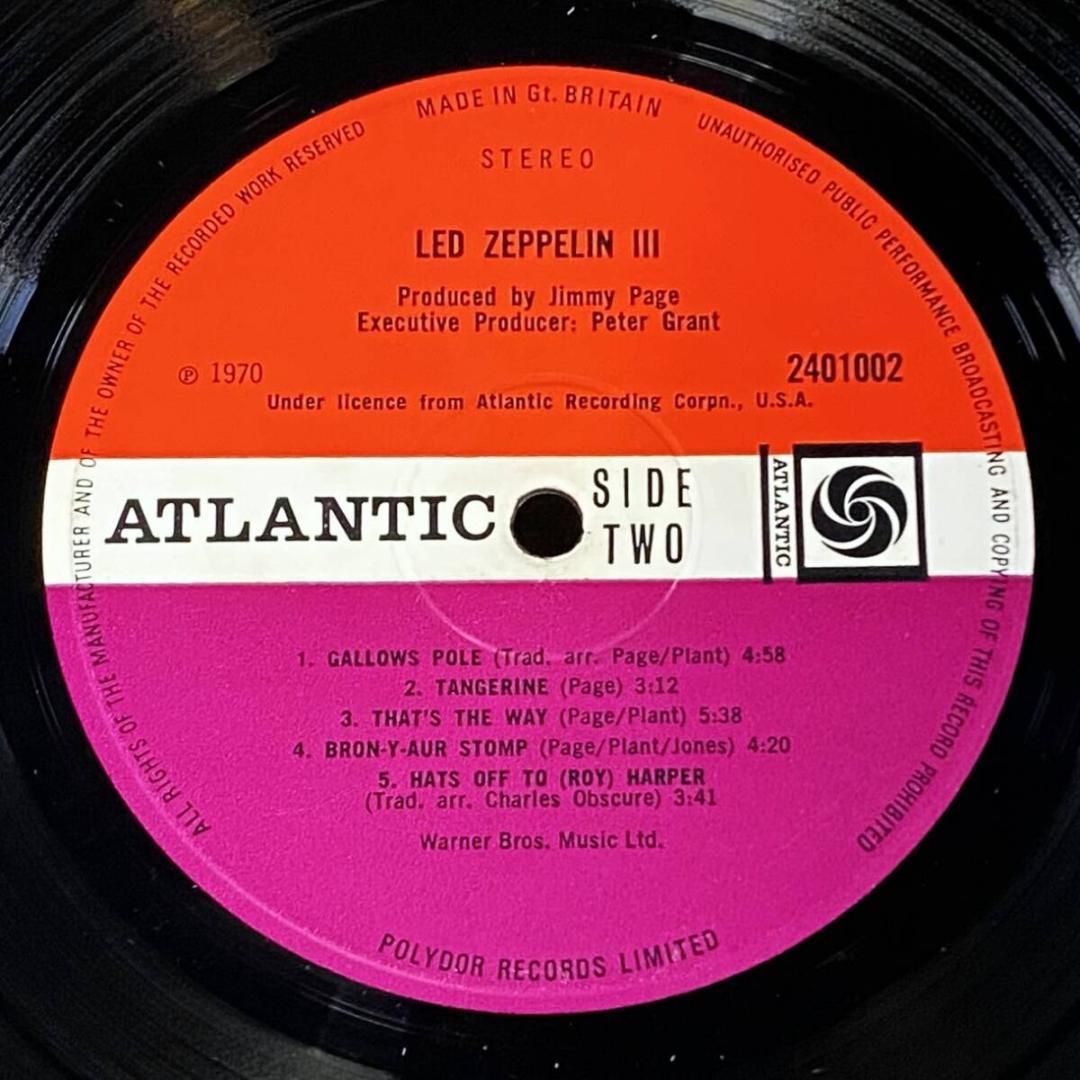 MADE IN Gt. BRITAIN
ALL RIGHTS OF THE MANUFACTURER AND OF THE OWNER OF THE RECORDED WORK RESERVED
UNAUTHORISED PUBLIC PERFORMANCE BROADCASTING AND COPYING OF THIS RECORD PROHIBITED
STEREO
LED ZEPPELIN III
Produced by Jimmy Page
Executive Producer: Peter Grant
℗ 1970
2401002
Under licence from Atlantic Recording Corpn., U.S.A.
ATLANTIC
SIDE
TWO
ATLANTIC
1. GALLOWS POLE (Trad. arr. Page/Plant) 4:58
2. TANGERINE (Page) 3:12
3. THAT'S THE WAY (Page/Plant) 5:38
4. BRON-Y-AUR STOMP (Page/Plant/Jones) 4:20
5. HATS OFF TO (ROY) HARPER
(Trad. arr. Charles Obscure) 3:41
Warner Bros. Music Ltd.
POLYDOR RECORDS LIMITED